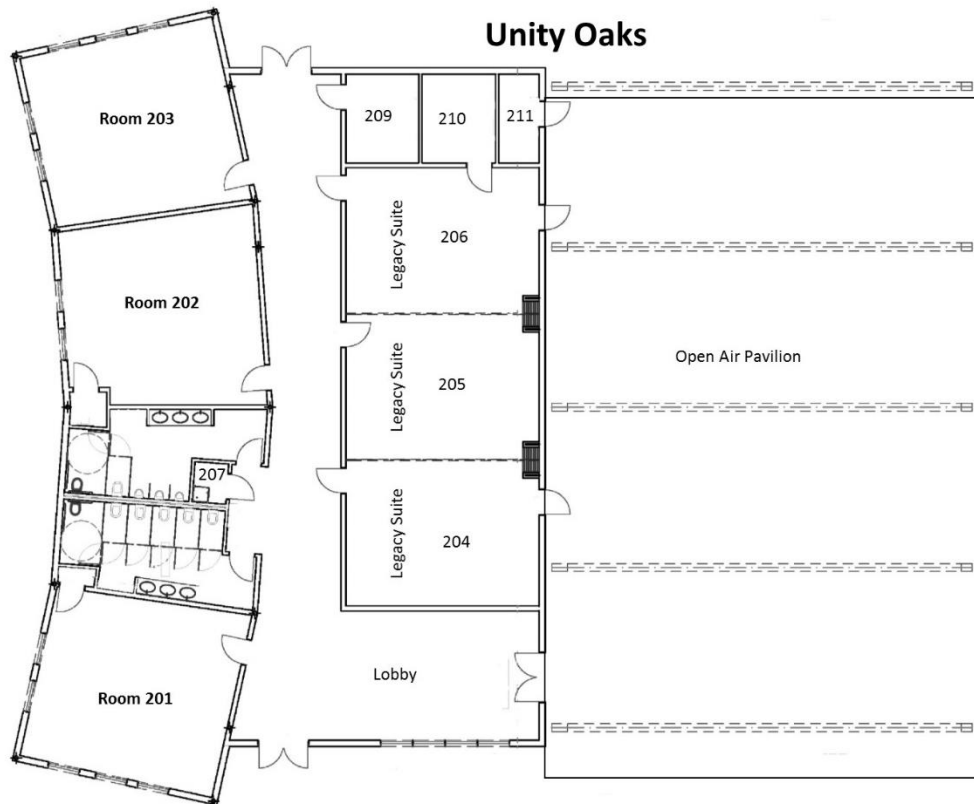 Unity Oaks
Room 203
209
210
211
Legacy Suite
206
Room 202
Open Air Pavilion
Legacy Suite
205
207
Legacy Suite
204
Lobby
Room 201